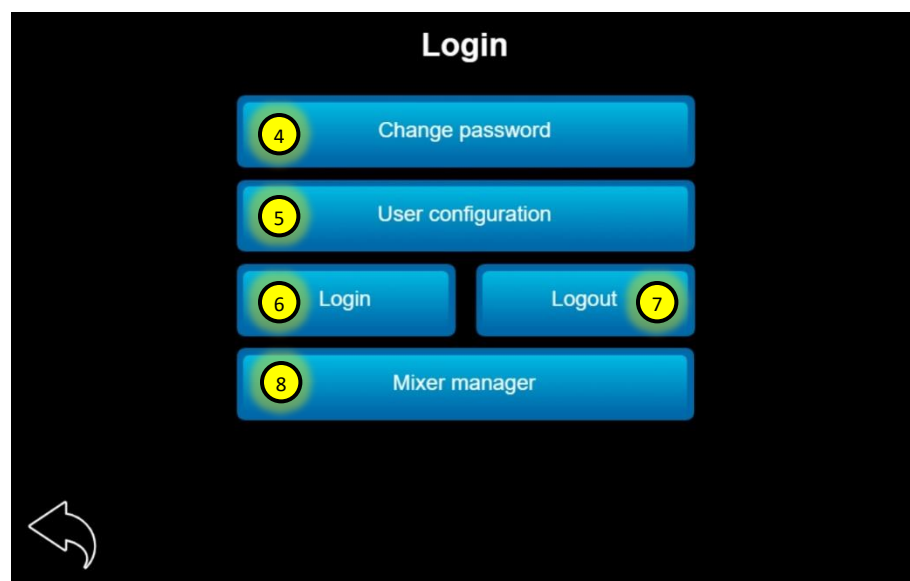 Login
4 Change password
5 User configuration
6 Login Logout 7
8 Mixer manager